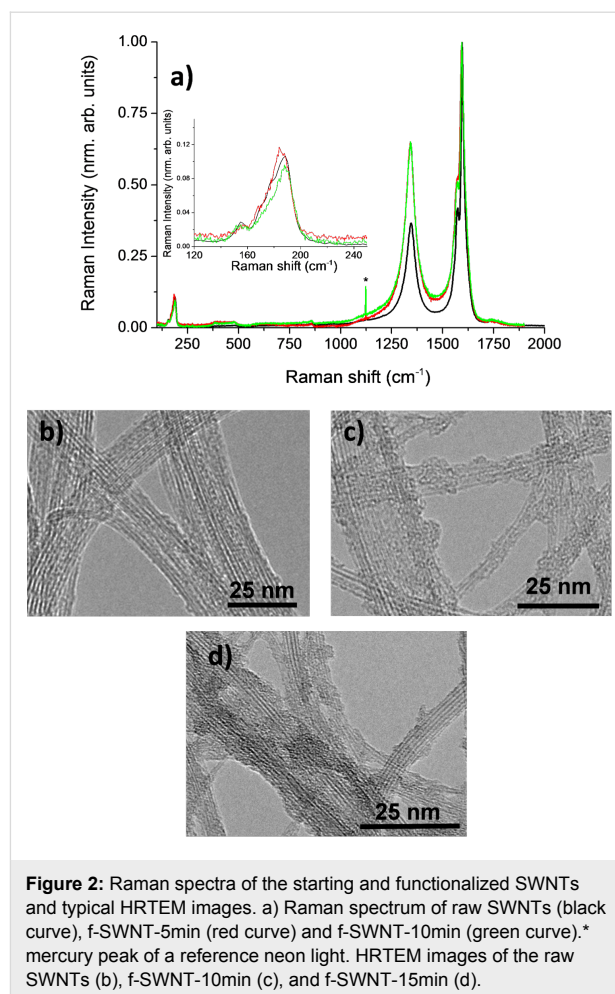 a)
Raman Intensity (nrm. arb. units)
1.00
0.75
0.50
0.25
0.00
Raman Intensity (nrm. arb. units)
0.12
0.08
0.04
0.00
120
160
200
240
Raman shift (cm-1)
*
250
500
750
1000
1250
1500
1750
2000
Raman shift (cm-1)
b)
25 nm
c)
25 nm
d)
25 nm
Figure 2: Raman spectra of the starting and functionalized SWNTs
and typical HRTEM images. a) Raman spectrum of raw SWNTs (black
curve), f-SWNT-5min (red curve) and f-SWNT-10min (green curve).*
mercury peak of a reference neon light. HRTEM images of the raw
SWNTs (b), f-SWNT-10min (c), and f-SWNT-15min (d).